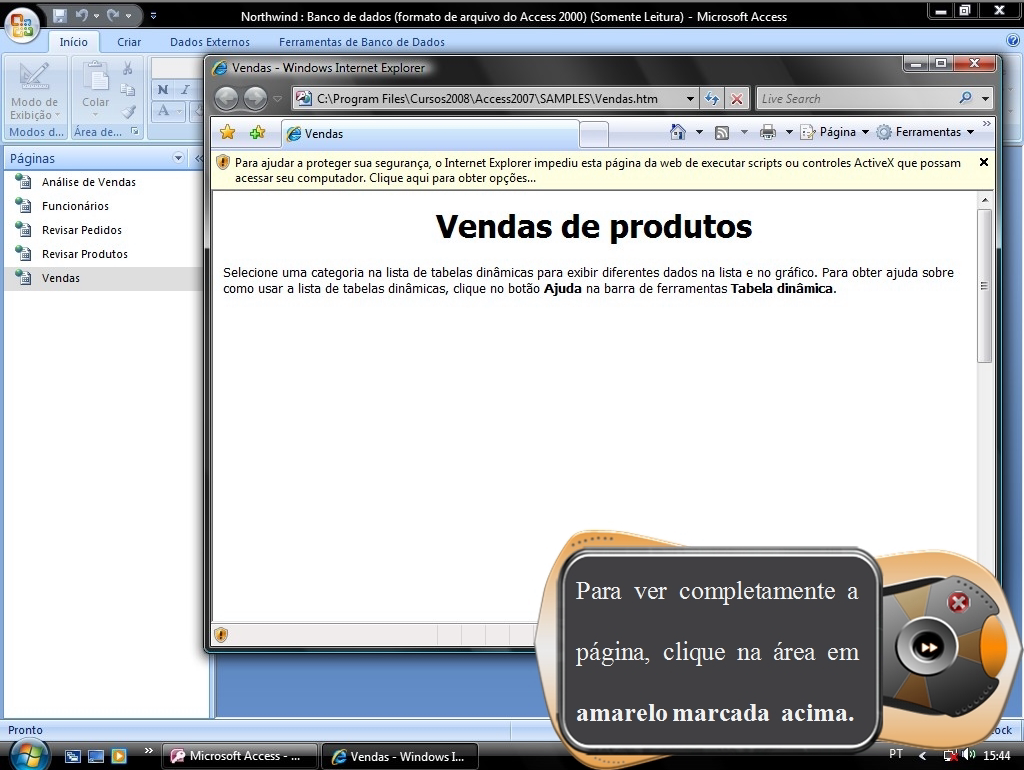 Northwind : Banco de dados (formato de arquivo do Access 2000) (Somente Leitura) - Microsoft Access
Início Criar Dados Externos Ferramentas de Banco de Dados
Modo de Exibição
Colar
N I
A
Modos d... Área de...
Páginas
Análise de Vendas
Funcionários
Revisar Pedidos
Revisar Produtos
Vendas
Vendas - Windows Internet Explorer
C:\Program Files\Cursos2008\Access2007\SAMPLES\Vendas.htm
Live Search
Vendas
Página Ferramentas
Para ajudar a proteger sua segurança, o Internet Explorer impediu esta página da web de executar scripts ou controles ActiveX que possam
acessar seu computador. Clique aqui para obter opções...
Vendas de produtos
Selecione uma categoria na lista de tabelas dinâmicas para exibir diferentes dados na lista e no gráfico. Para obter ajuda sobre
como usar a lista de tabelas dinâmicas, clique no botão Ajuda na barra de ferramentas Tabela dinâmica.
Para ver completamente a
página, clique na área em
amarelo marcada acima.
Pronto
Microsoft Access - ...
Vendas - Windows I...
PT
15:44